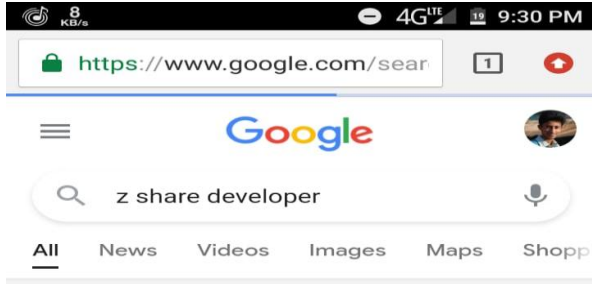 8 KB/s 4G LTE 19 9:30 PM
https://www.google.com/sear 1
Google
z share developer
All News Videos Images Maps Shopp